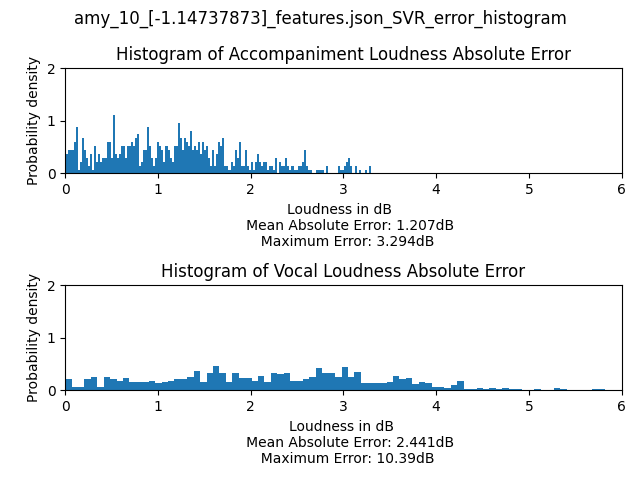 amy_10_[-1.14737873]_features.json_SVR_error_histogram
Histogram of Accompaniment Loudness Absolute Error
Probability density
2
1
0
0 1 2 3 4 5 6
Loudness in dB
Mean Absolute Error: 1.207dB
Maximum Error: 3.294dB
Histogram of Vocal Loudness Absolute Error
Probability density
2
1
0
0 1 2 3 4 5 6
Loudness in dB
Mean Absolute Error: 2.441dB
Maximum Error: 10.39dB